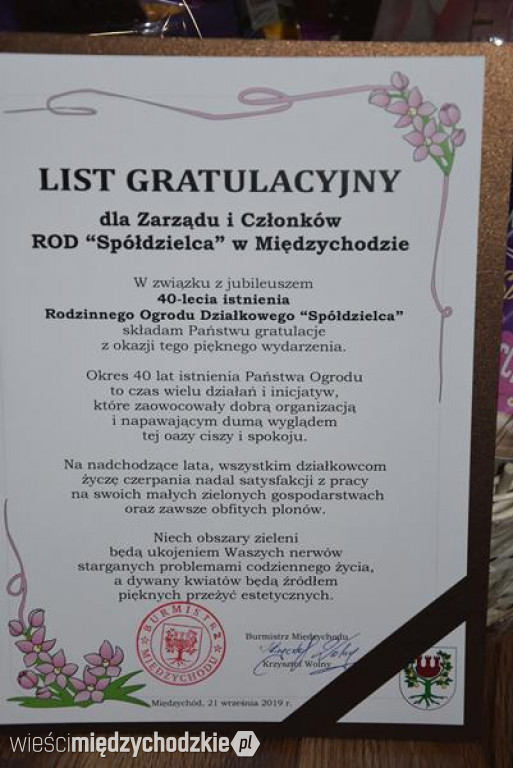 LIST GRATULACYJNY
dla Zarządu i Członków
ROD “Spółdzielca” w Międzychodzie
W związku z jubileuszem
40-lecia istnienia
Rodzinnego Ogrodu Działkowego “Spółdzielca”
składam Państwu gratulacje
z okazji tego pięknego wydarzenia.
Okres 40 lat istnienia Państwa Ogrodu
to czas wielu działań i inicjatyw,
które zaowocowały dobrą organizacją
i napawającym dumą wyglądem
tej oazy ciszy i spokoju.
Na nadchodzące lata, wszystkim działkowcom
życzę czerpania nadal satysfakcji z pracy
na swoich małych zielonych gospodarstwach
oraz zawsze obfitych plonów.
Niech obszary zieleni
będą ukojeniem Waszych nerwów
starganych problemami codziennego życia,
a dywany kwiatów będą źródłem
pięknych przeżyć estetycznych.
BURMISTRZ
MIĘDZYCHODU
Burmistrz Międzychodu
Krzysztof Wolny
Międzychód, 21 września 2019 r.
wieścimiędzychodzkie.pl